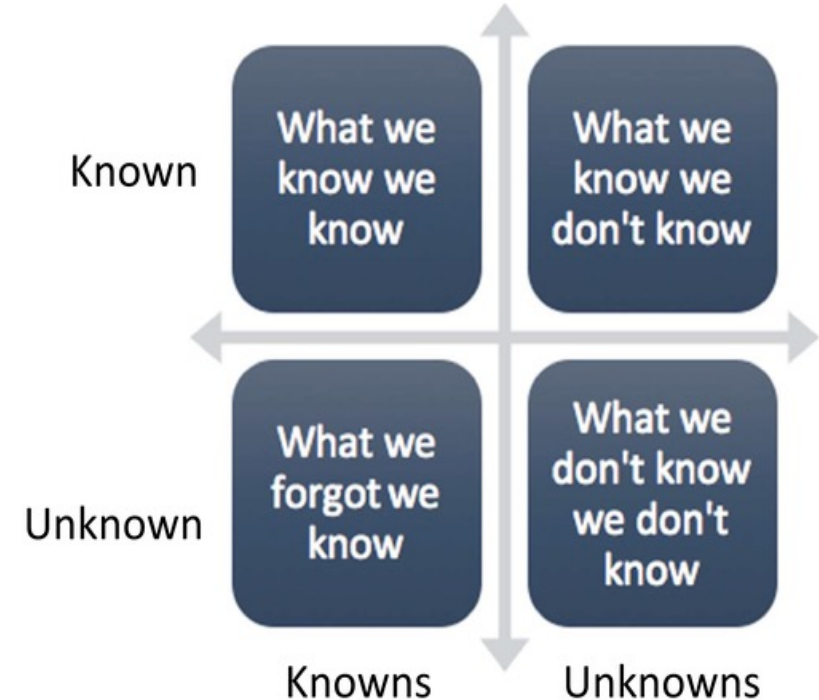 Known
What we
know we
know
What we
know we
don't know
Unknown
What we
forgot we
know
What we
don't know
we don't
know
Knowns
Unknowns